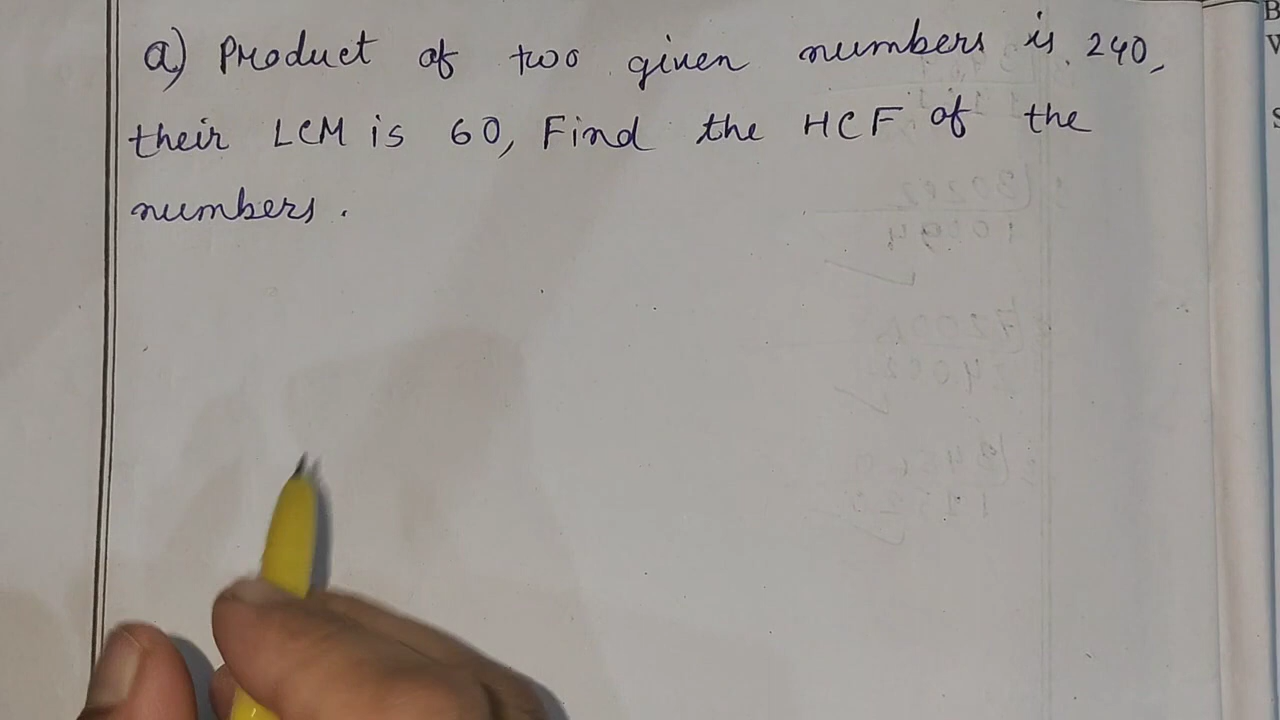 a) Product of two given numbers is 240,
their LCM is 60, Find the HCF of the
numbers.